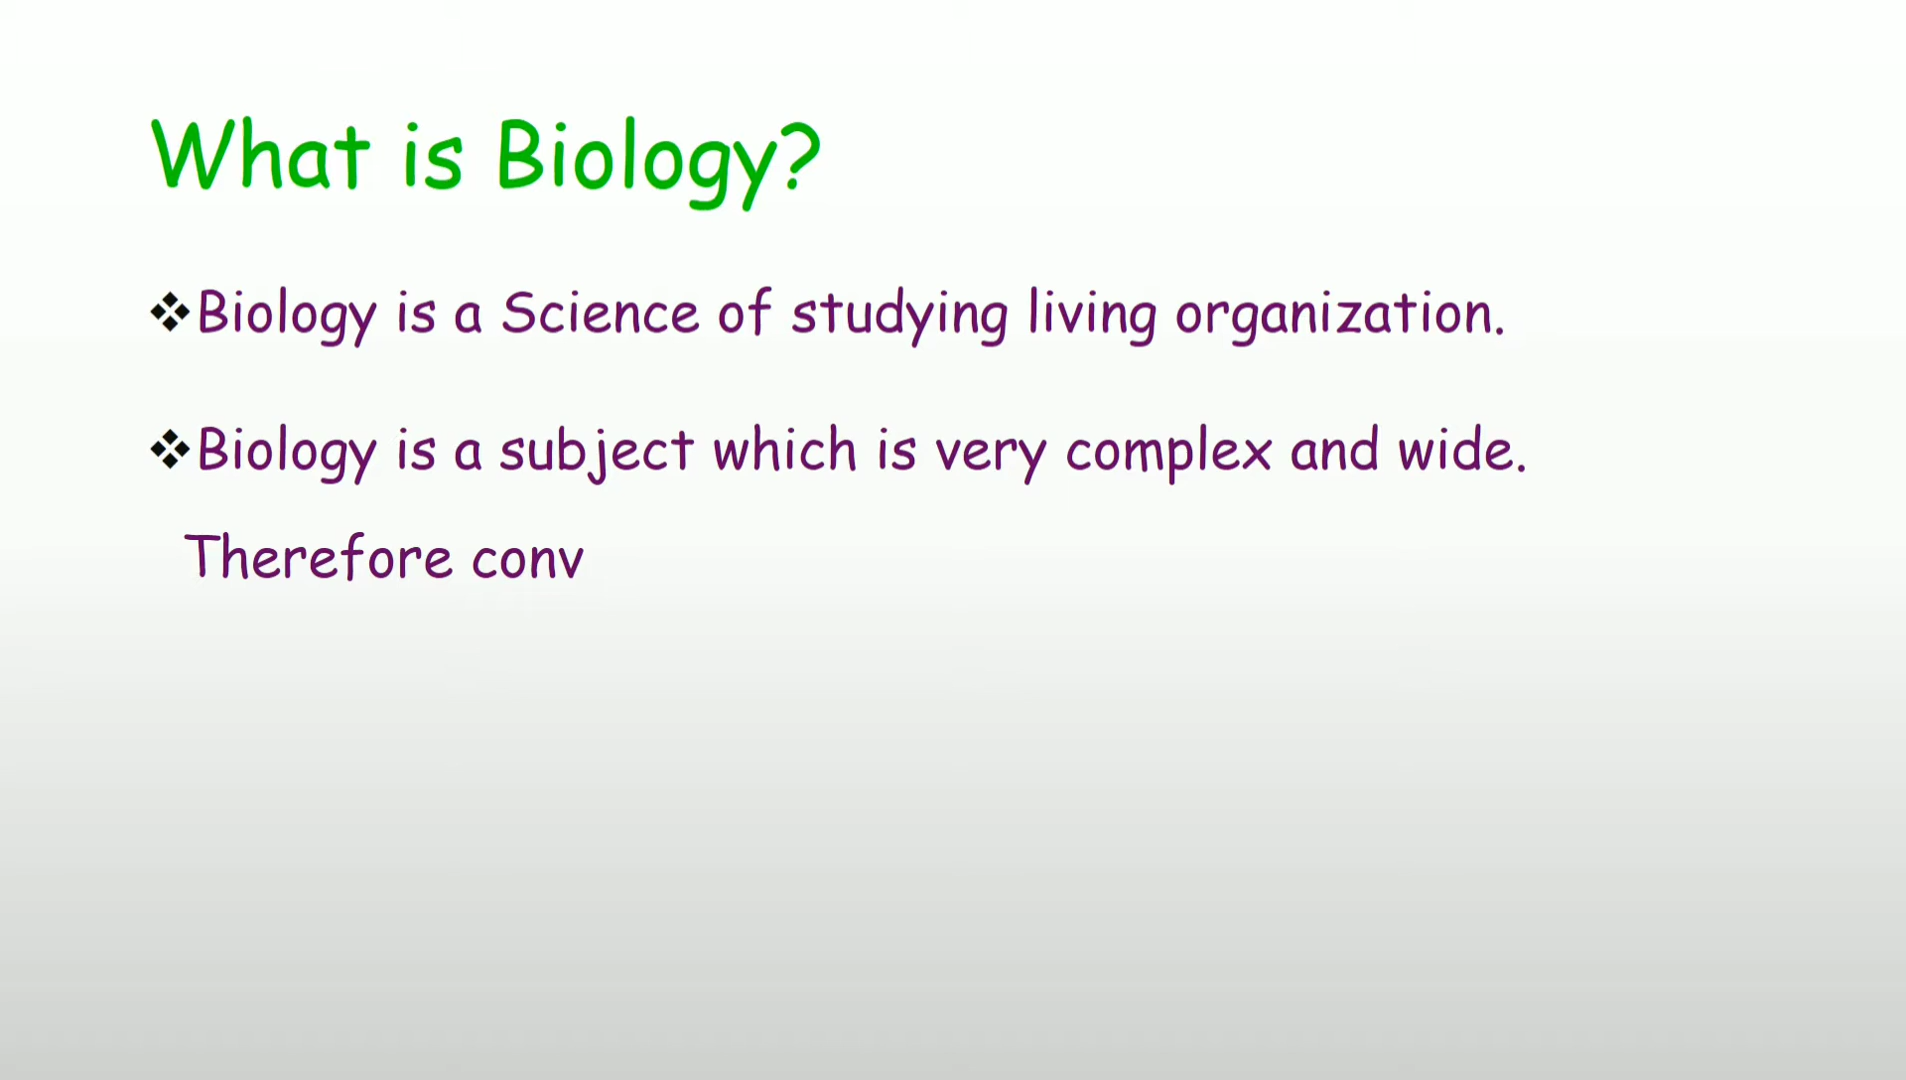 What is Biology?
❖Biology is a Science of studying living organization.
❖Biology is a subject which is very complex and wide.
Therefore conv